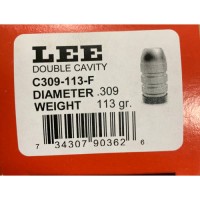 LEE
DOUBLE CAVITY
C309-113-F
DIAMETER .309
WEIGHT 113 gr.
7 34307 90362 6